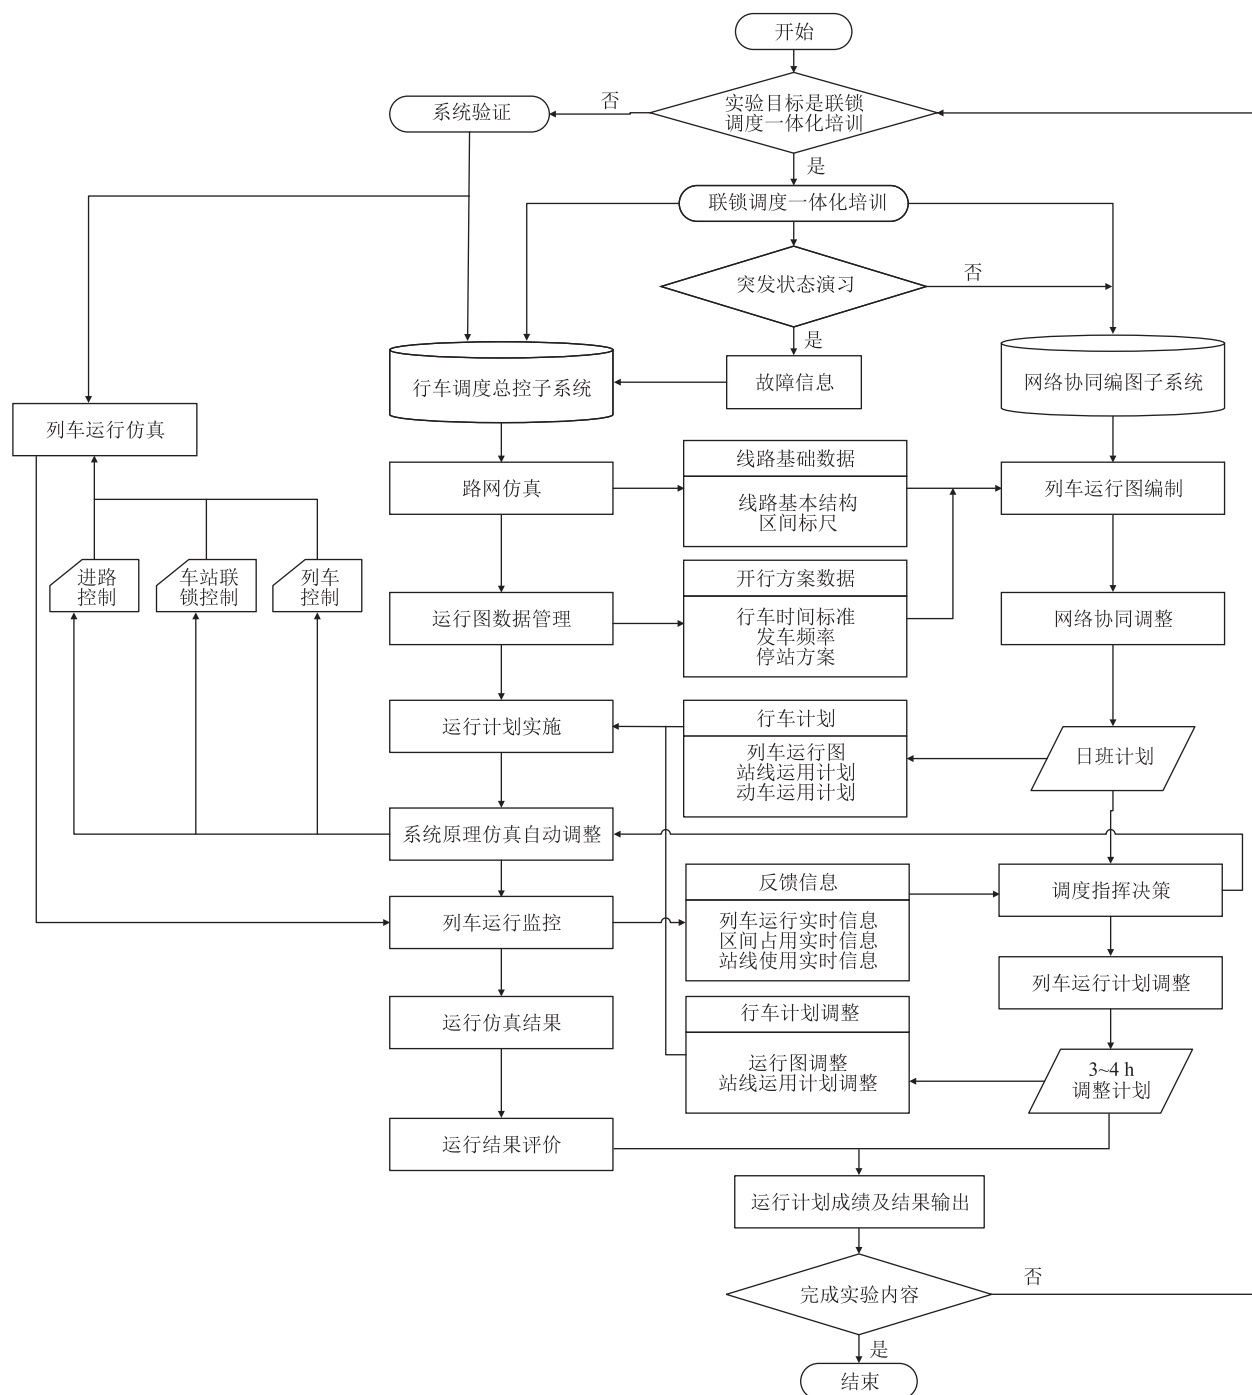 开始
实验目标是联锁
调度一体化培训
否
系统验证
是
联锁调度一体化培训
突发状态演习
否
是
故障信息
行车调度总控子系统
网络协同编图子系统
列车运行仿真
路网仿真
线路基础数据
线路基本结构
区间标尺
列车运行图编制
进路
控制
车站联
锁控制
列车
控制
运行图数据管理
开行方案数据
行车时间标准
发车频率
停站方案
网络协同调整
运行计划实施
行车计划
列车运行图
站线运用计划
动车运用计划
日班计划
系统原理仿真自动调整
反馈信息
列车运行实时信息
区间占用实时信息
站线使用实时信息
调度指挥决策
列车运行监控
列车运行计划调整
运行仿真结果
行车计划调整
运行图调整
站线运用计划调整
3~4 h
调整计划
运行结果评价
运行计划成绩及结果输出
完成实验内容
否
是
结束